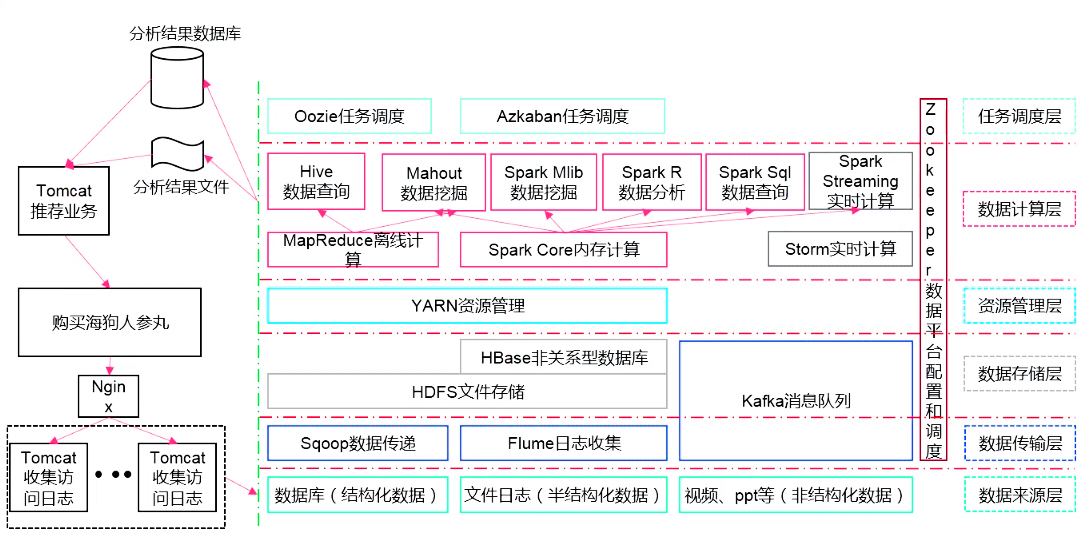 分析结果数据库
分析结果文件
Tomcat
推荐业务
购买海狗人参丸
Ngin
x
Tomcat
收集访
问日志
Tomcat
收集访
问日志
Oozie任务调度
Azkaban任务调度
任务调度层
Hive
数据查询
Mahout
数据挖掘
Spark Mlib
数据挖掘
Spark R
数据分析
Spark Sql
数据查询
Spark
Streaming
实时计算
数据计算层
MapReduce离线计
算
Spark Core内存计算
Storm实时计算
YARN资源管理
资源管理层
HBase非关系型数据库
HDFS文件存储
Kafka消息队列
数据存储层
Sqoop数据传递
Flume日志收集
数据传输层
数据库（结构化数据）
文件日志（半结构化数据）
视频、ppt等（非结构化数据）
数据来源层
Zookeeper数据平台配置和调度